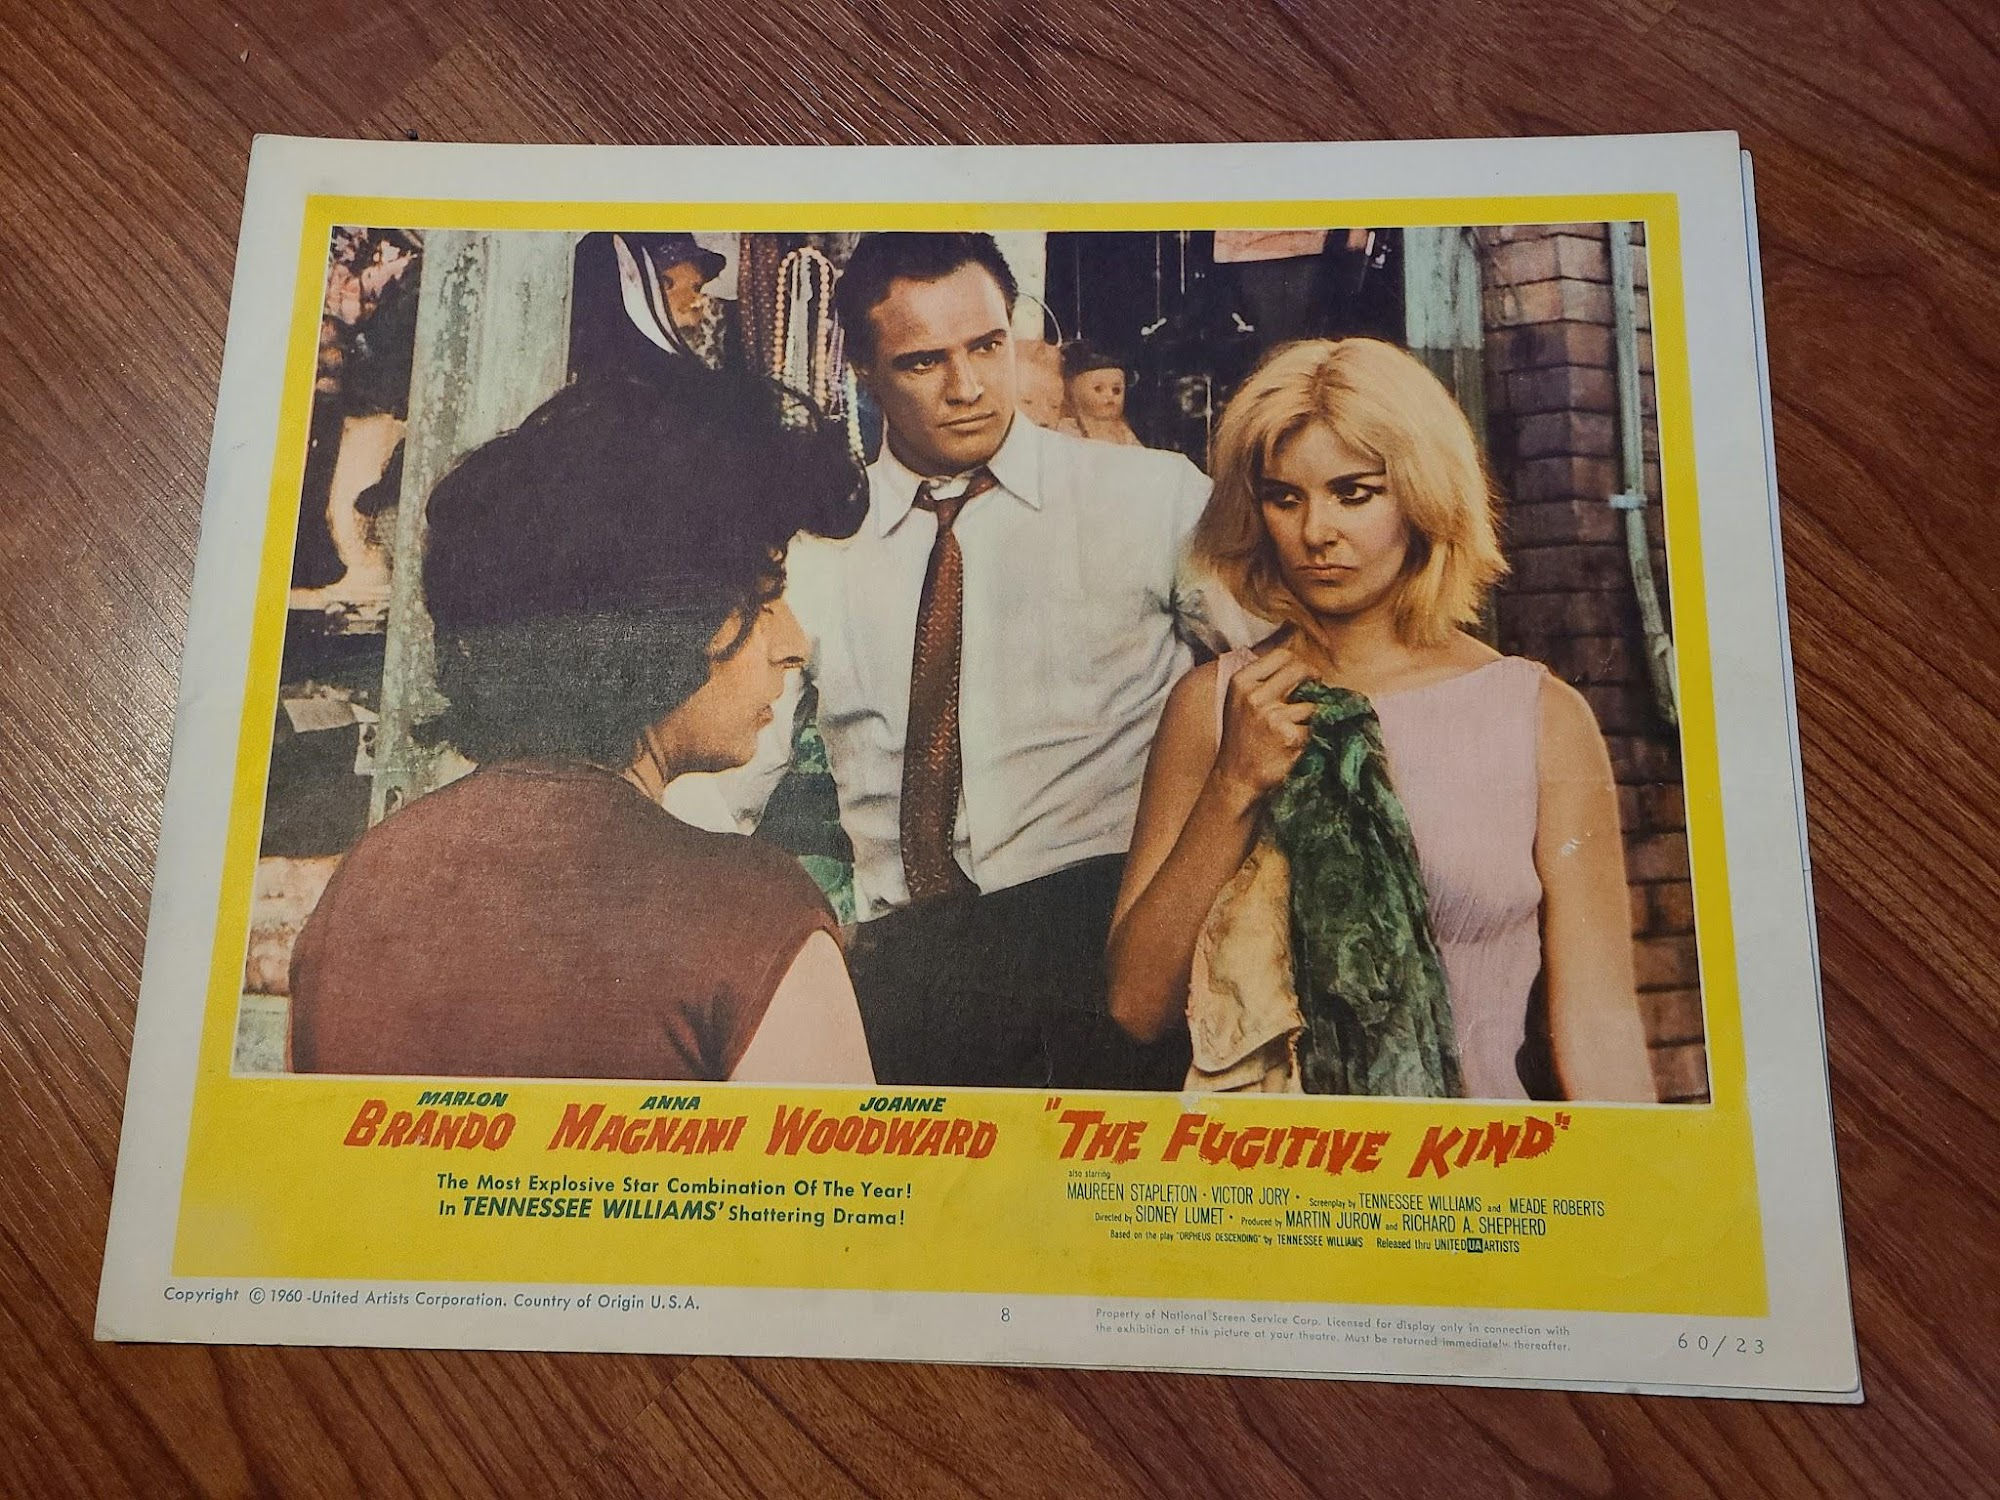 MARLON BRANDO ANNA MAGNANI JOANNE WOODWARD
"THE FUGITIVE KIND"
The Most Explosive Star Combination Of The Year!
In TENNESSEE WILLIAMS' Shattering Drama!
also starring
MAUREEN STAPLETON · VICTOR JORY · Screenplay by TENNESSEE WILLIAMS and MEADE ROBERTS
Directed by SIDNEY LUMET · Produced by MARTIN JUROW and RICHARD A. SHEPHERD
Based on the play "ORPHEUS DESCENDING" by TENNESSEE WILLIAMS Released thru UNITED UA ARTISTS
Copyright © 1960 - United Artists Corporation. Country of Origin U.S.A.
8
Property of National Screen Service Corp. Licensed for display only in connection with
the exhibition of this picture at your theatre. Must be returned immediately thereafter.
60/23